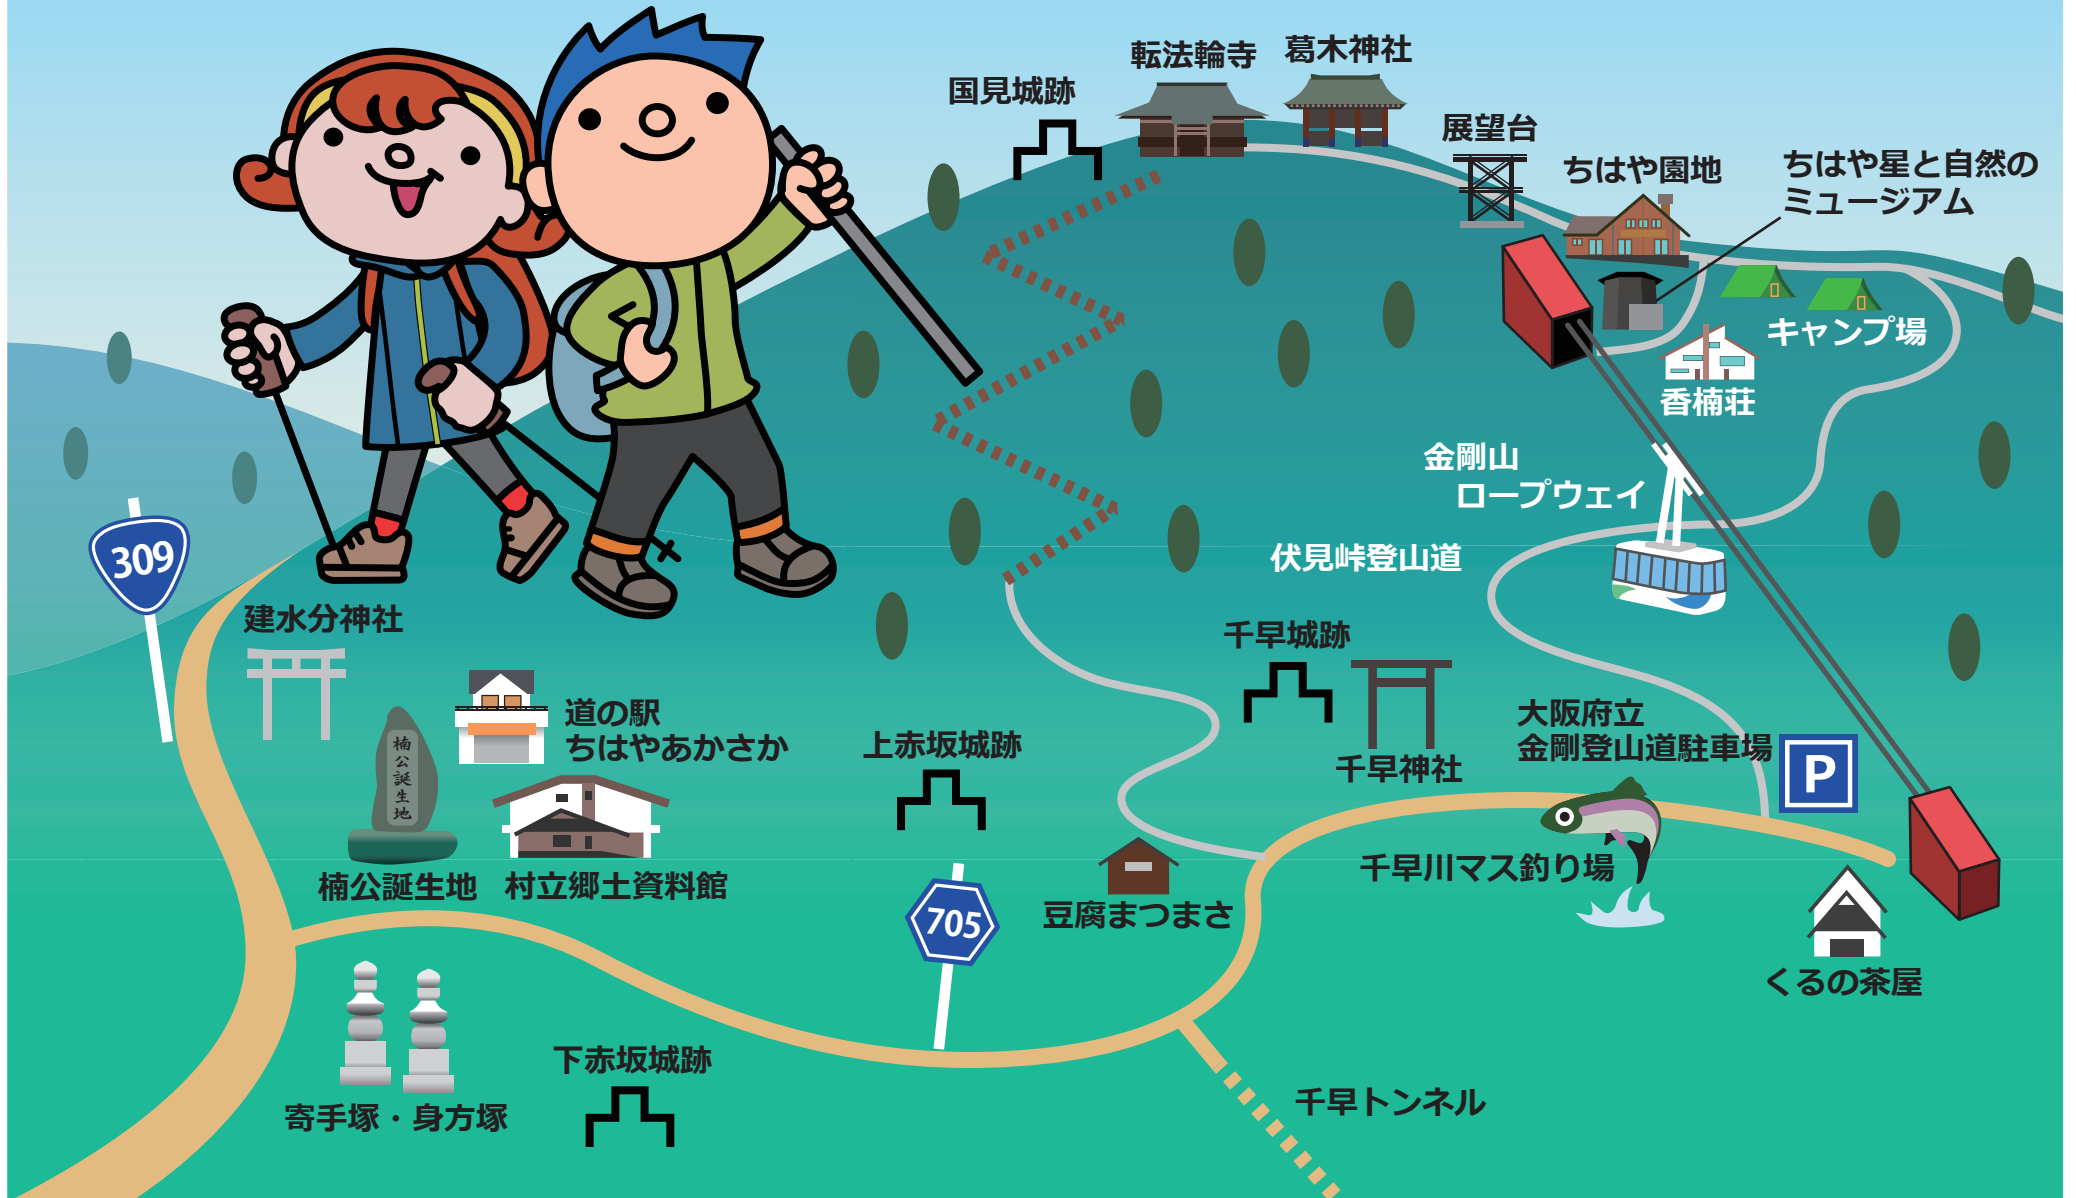 転法輪寺
葛木神社
国見城跡
展望台
ちはや園地
ちはや星と自然の
ミュージアム
キャンプ場
香楠荘
金剛山
ロープウェイ
伏見峠登山道
309
建水分神社
千早城跡
千早神社
大阪府立
金剛登山道駐車場
P
道の駅
ちはやあかさか
上赤坂城跡
楠公誕生地
楠公誕生地
村立郷土資料館
千早川マス釣り場
705
豆腐まつまさ
くるの茶屋
下赤坂城跡
寄手塚・身方塚
千早トンネル